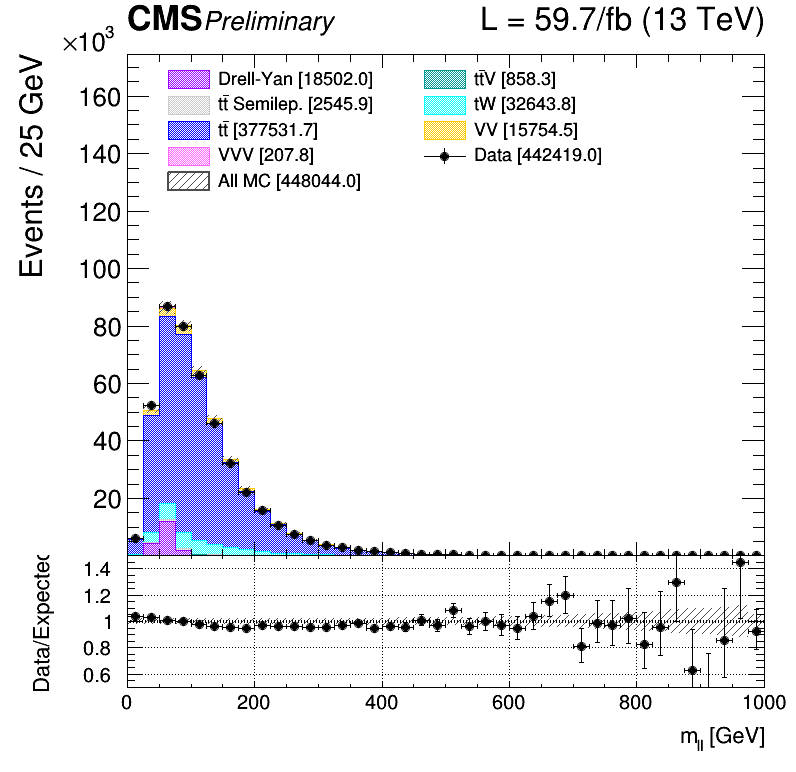 CMS Preliminary L = 59.7/fb (13 TeV)
×10³
Events / 25 GeV
Drell-Yan [18502.0]
tt̄V [858.3]
tt̄ Semilep. [2545.9]
tW [32643.8]
tt̄ [377531.7]
VV [15754.5]
VVV [207.8]
Data [442419.0]
All MC [448044.0]
160
140
120
100
80
60
40
20
Data/Expected
1.4
1.2
1
0.8
0.6
0 200 400 600 800 1000
m_ll [GeV]